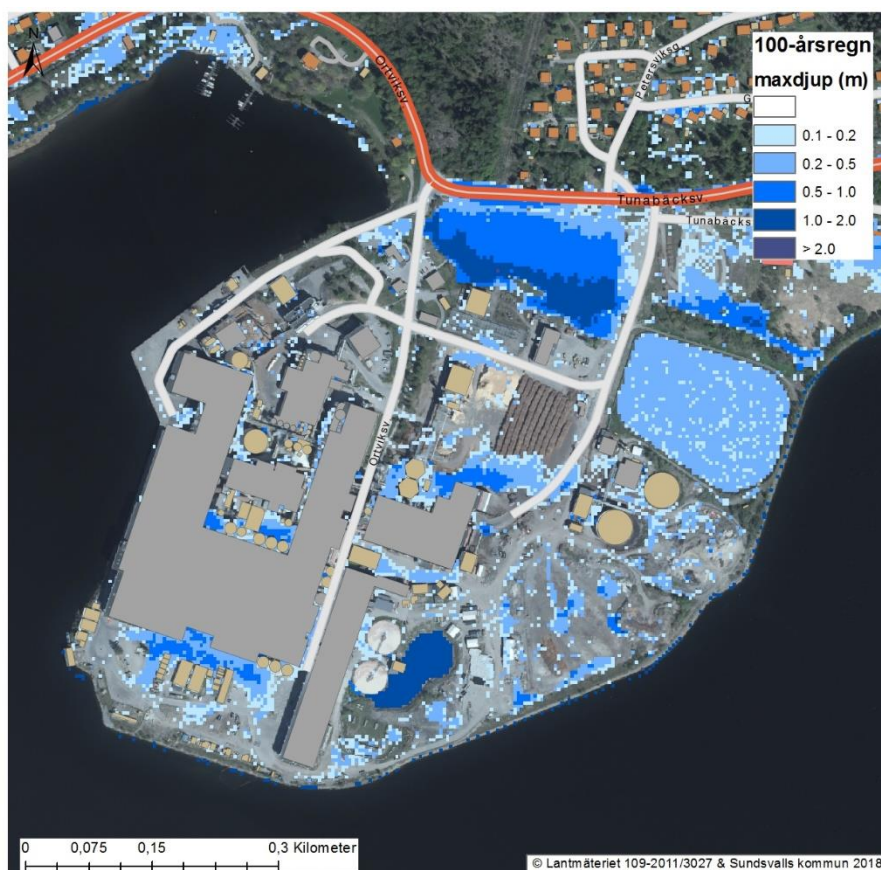 N
Ortviksv
Petersviksg
G
Tunabäcksv
Tunabäcks
Ortviksv
100-årsregn
maxdjup (m)
0.1 - 0.2
0.2 - 0.5
0.5 - 1.0
1.0 - 2.0
> 2.0
0 0,075 0,15 0,3 Kilometer
© Lantmäteriet 109-2011/3027 & Sundsvalls kommun 2018